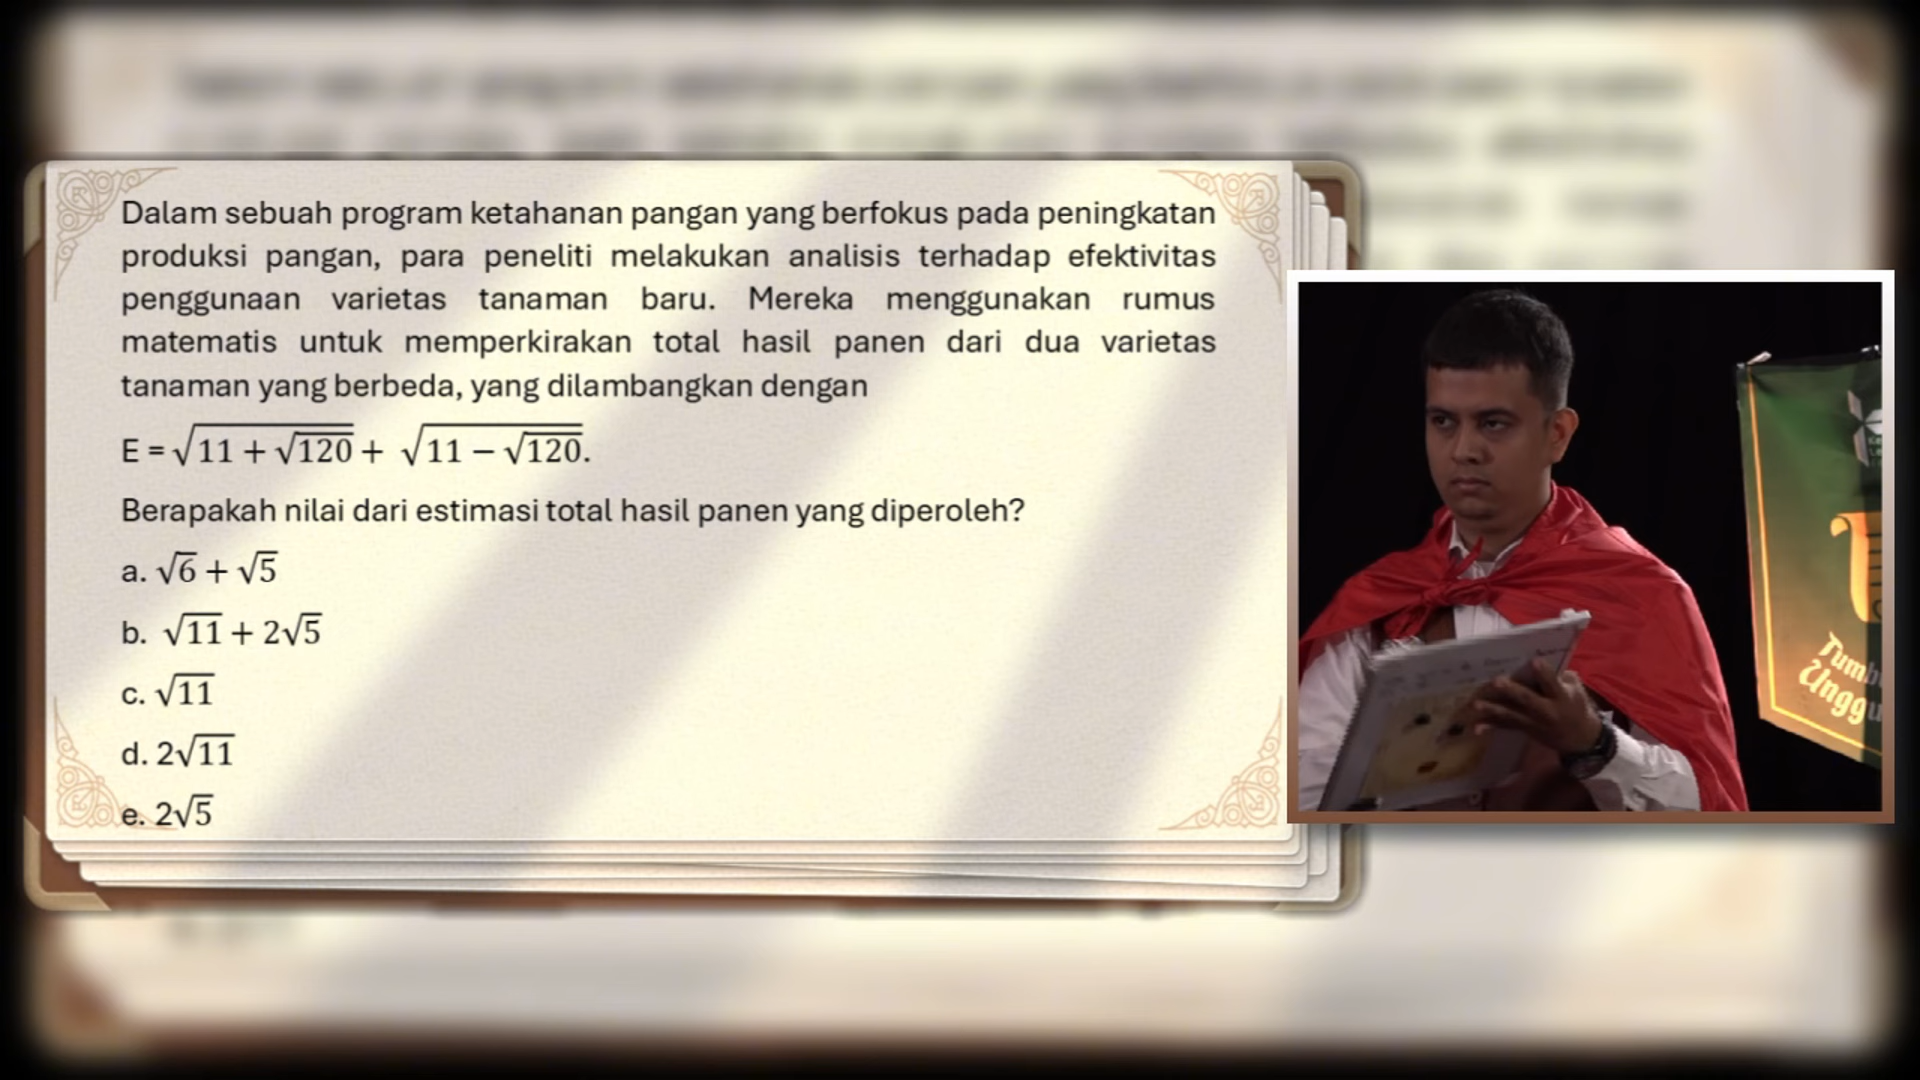 Dalam sebuah program ketahanan pangan yang berfokus pada peningkatan
produksi pangan, para peneliti melakukan analisis terhadap efektivitas
penggunaan varietas tanaman baru. Mereka menggunakan rumus
matematis untuk memperkirakan total hasil panen dari dua varietas
tanaman yang berbeda, yang dilambangkan dengan
E = √(11 + √120) + √(11 − √120).
Berapakah nilai dari estimasi total hasil panen yang diperoleh?
a. √6 + √5
b. √11 + 2√5
c. √11
d. 2√11
e. 2√5